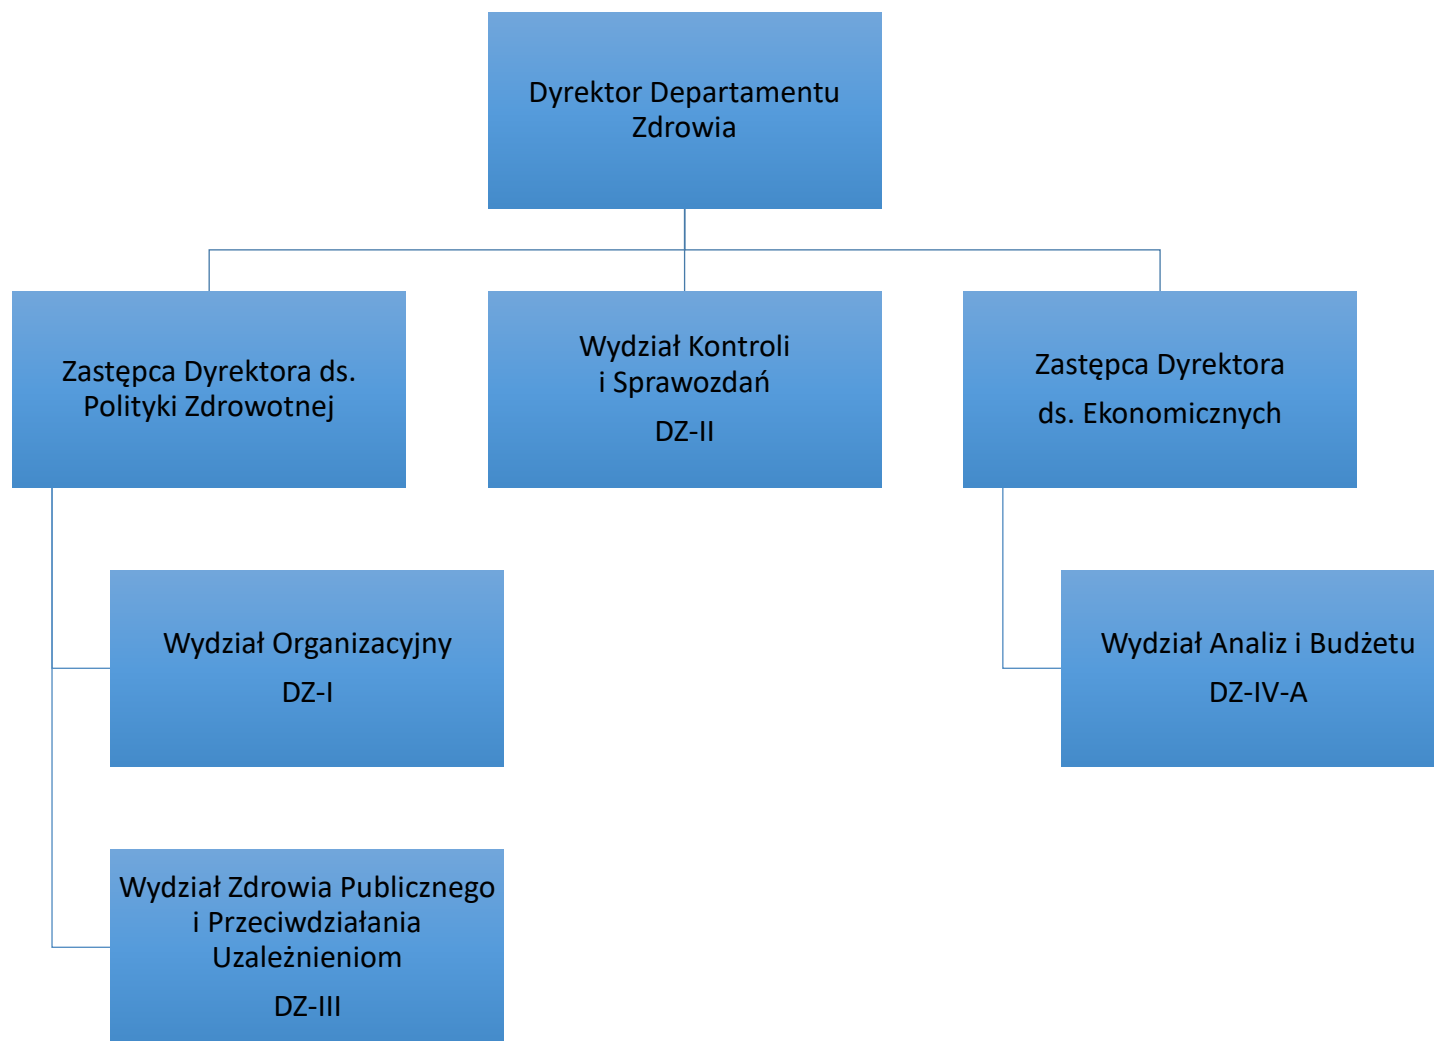 Dyrektor Departamentu
Zdrowia
Zastępca Dyrektora ds.
Polityki Zdrowotnej
Wydział Kontroli
i Sprawozdań
DZ-II
Zastępca Dyrektora
ds. Ekonomicznych
Wydział Organizacyjny
DZ-I
Wydział Analiz i Budżetu
DZ-IV-A
Wydział Zdrowia Publicznego
i Przeciwdziałania
Uzależnieniom
DZ-III